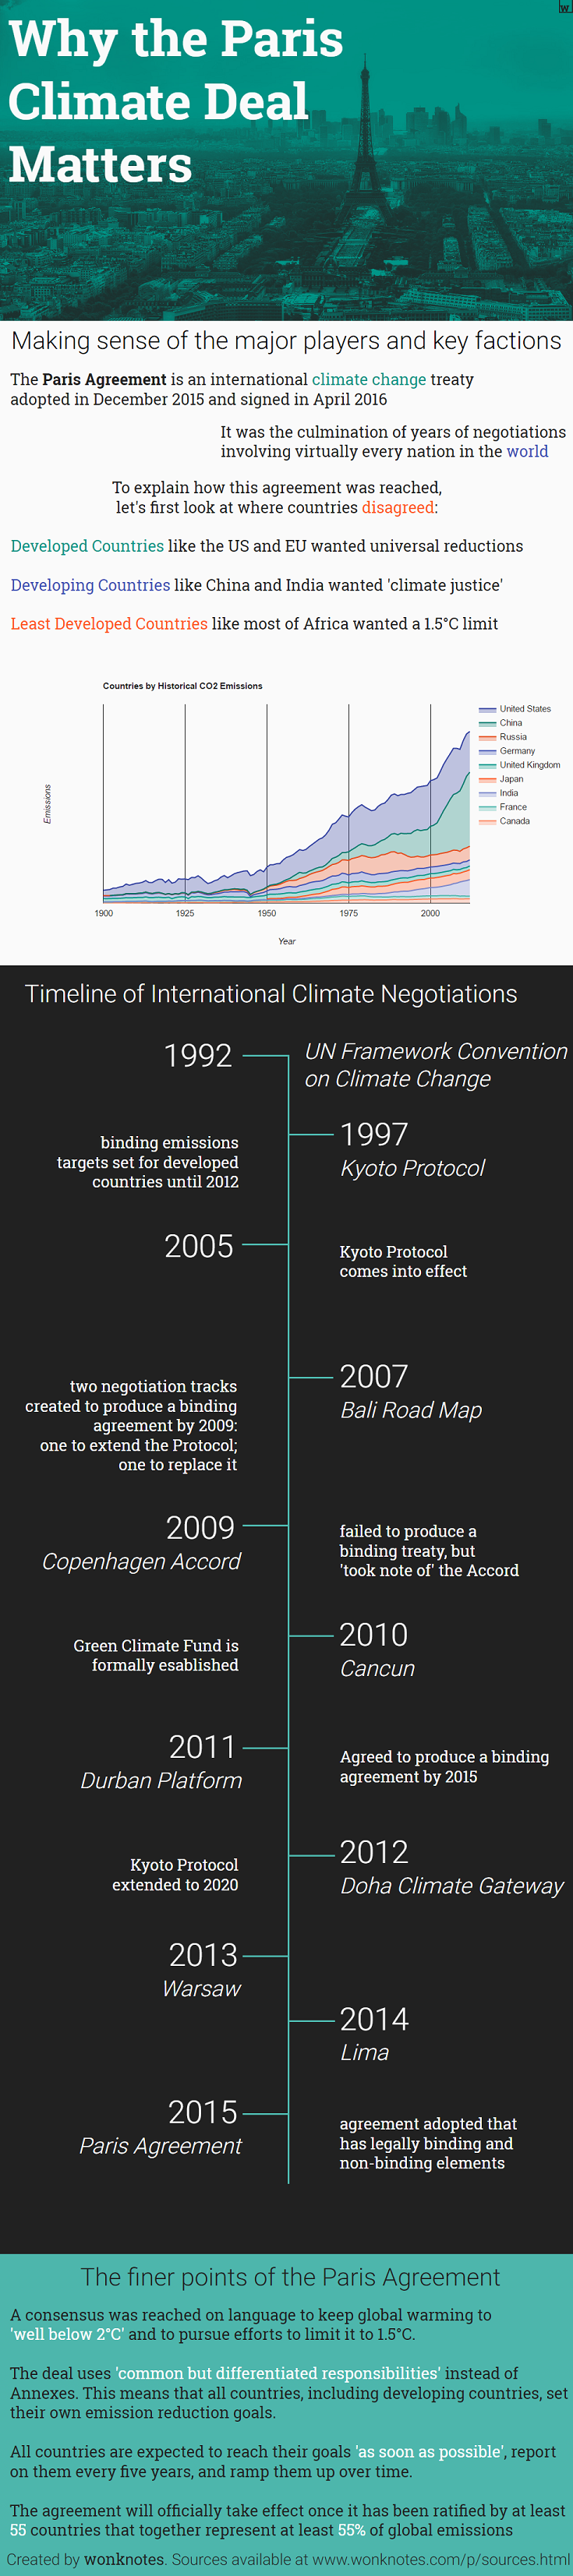 w
Why the Paris
Climate Deal
Matters
Making sense of the major players and key factions
The Paris Agreement is an international climate change treaty
adopted in December 2015 and signed in April 2016
It was the culmination of years of negotiations
involving virtually every nation in the world
To explain how this agreement was reached,
let's first look at where countries disagreed:
Developed Countries like the US and EU wanted universal reductions
Developing Countries like China and India wanted 'climate justice'
Least Developed Countries like most of Africa wanted a 1.5°C limit
Countries by Historical CO2 Emissions
United States
China
Russia
Germany
United Kingdom
Japan
India
France
Canada
Emissions
1900 1925 1950 1975 2000
Year
Timeline of International Climate Negotiations
1992
UN Framework Convention
on Climate Change
1997
Kyoto Protocol
binding emissions
targets set for developed
countries until 2012
2005
Kyoto Protocol
comes into effect
2007
Bali Road Map
two negotiation tracks
created to produce a binding
agreement by 2009:
one to extend the Protocol;
one to replace it
2009
Copenhagen Accord
failed to produce a
binding treaty, but
'took note of' the Accord
2010
Cancun
Green Climate Fund is
formally esablished
2011
Durban Platform
Agreed to produce a binding
agreement by 2015
2012
Doha Climate Gateway
Kyoto Protocol
extended to 2020
2013
Warsaw
2014
Lima
2015
Paris Agreement
agreement adopted that
has legally binding and
non-binding elements
The finer points of the Paris Agreement
A consensus was reached on language to keep global warming to
'well below 2°C' and to pursue efforts to limit it to 1.5°C.
The deal uses 'common but differentiated responsibilities' instead of
Annexes. This means that all countries, including developing countries, set
their own emission reduction goals.
All countries are expected to reach their goals 'as soon as possible', report
on them every five years, and ramp them up over time.
The agreement will officially take effect once it has been ratified by at least
55 countries that together represent at least 55% of global emissions
Created by wonknotes. Sources available at www.wonknotes.com/p/sources.html